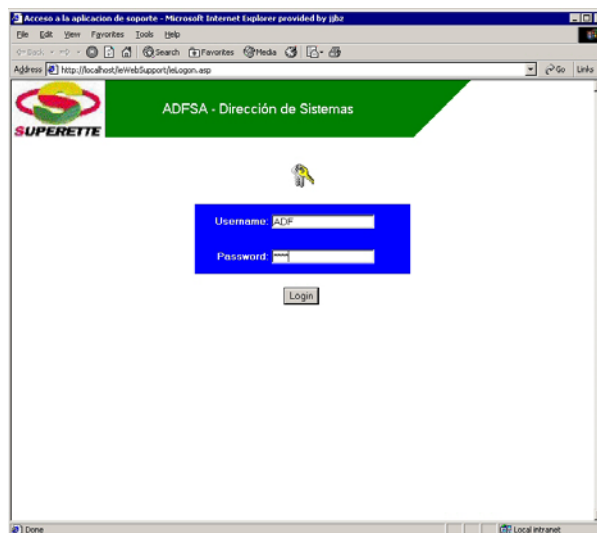 Acceso a la aplicacion de soporte - Microsoft Internet Explorer provided by jjbz
File Edit View Favorites Tools Help
Back Search Favorites Media
Address http://localhost/ieWebSupport/ieLogon.asp Go Links
SUPERETTE
ADFSA - Dirección de Sistemas
Username: ADF
Password: ****
Login
Done Local intranet